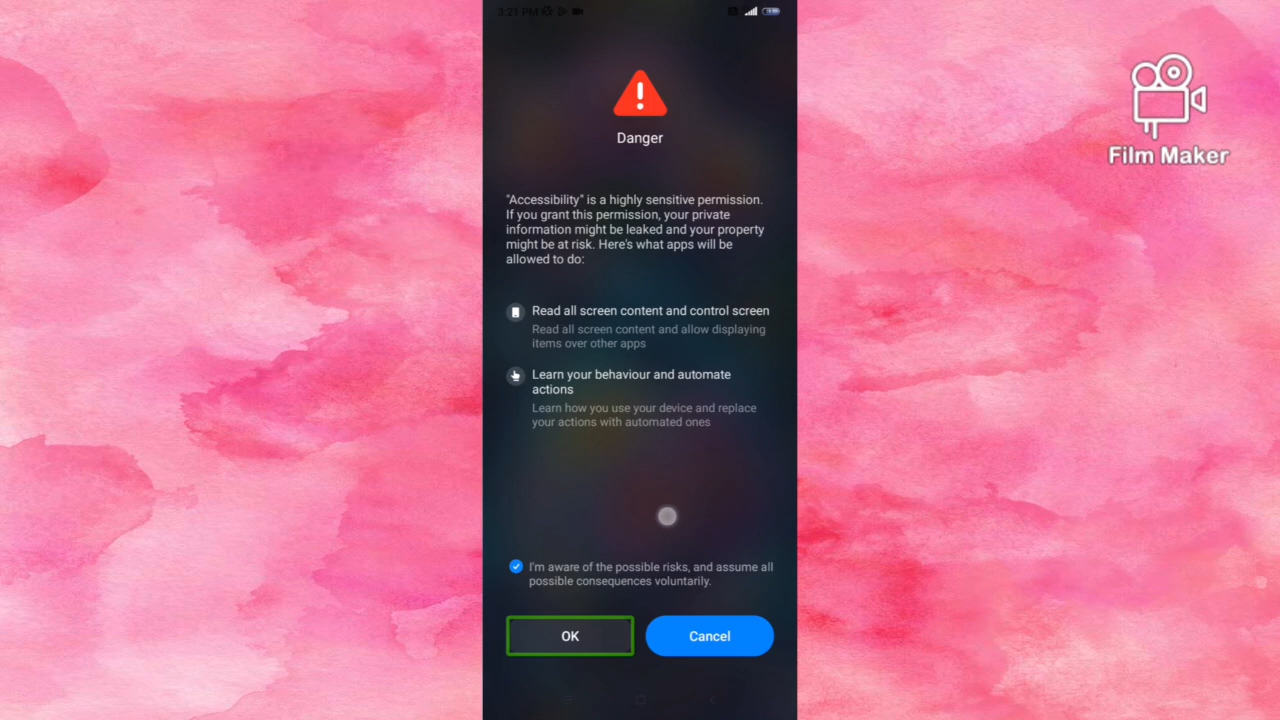 3:21 PM
Danger
"Accessibility" is a highly sensitive permission.
If you grant this permission, your private
information might be leaked and your property
might be at risk. Here's what apps will be
allowed to do:
Read all screen content and control screen
Read all screen content and allow displaying
items over other apps
Learn your behaviour and automate
actions
Learn how you use your device and replace
your actions with automated ones
I'm aware of the possible risks, and assume all
possible consequences voluntarily.
OK
Cancel
Film Maker